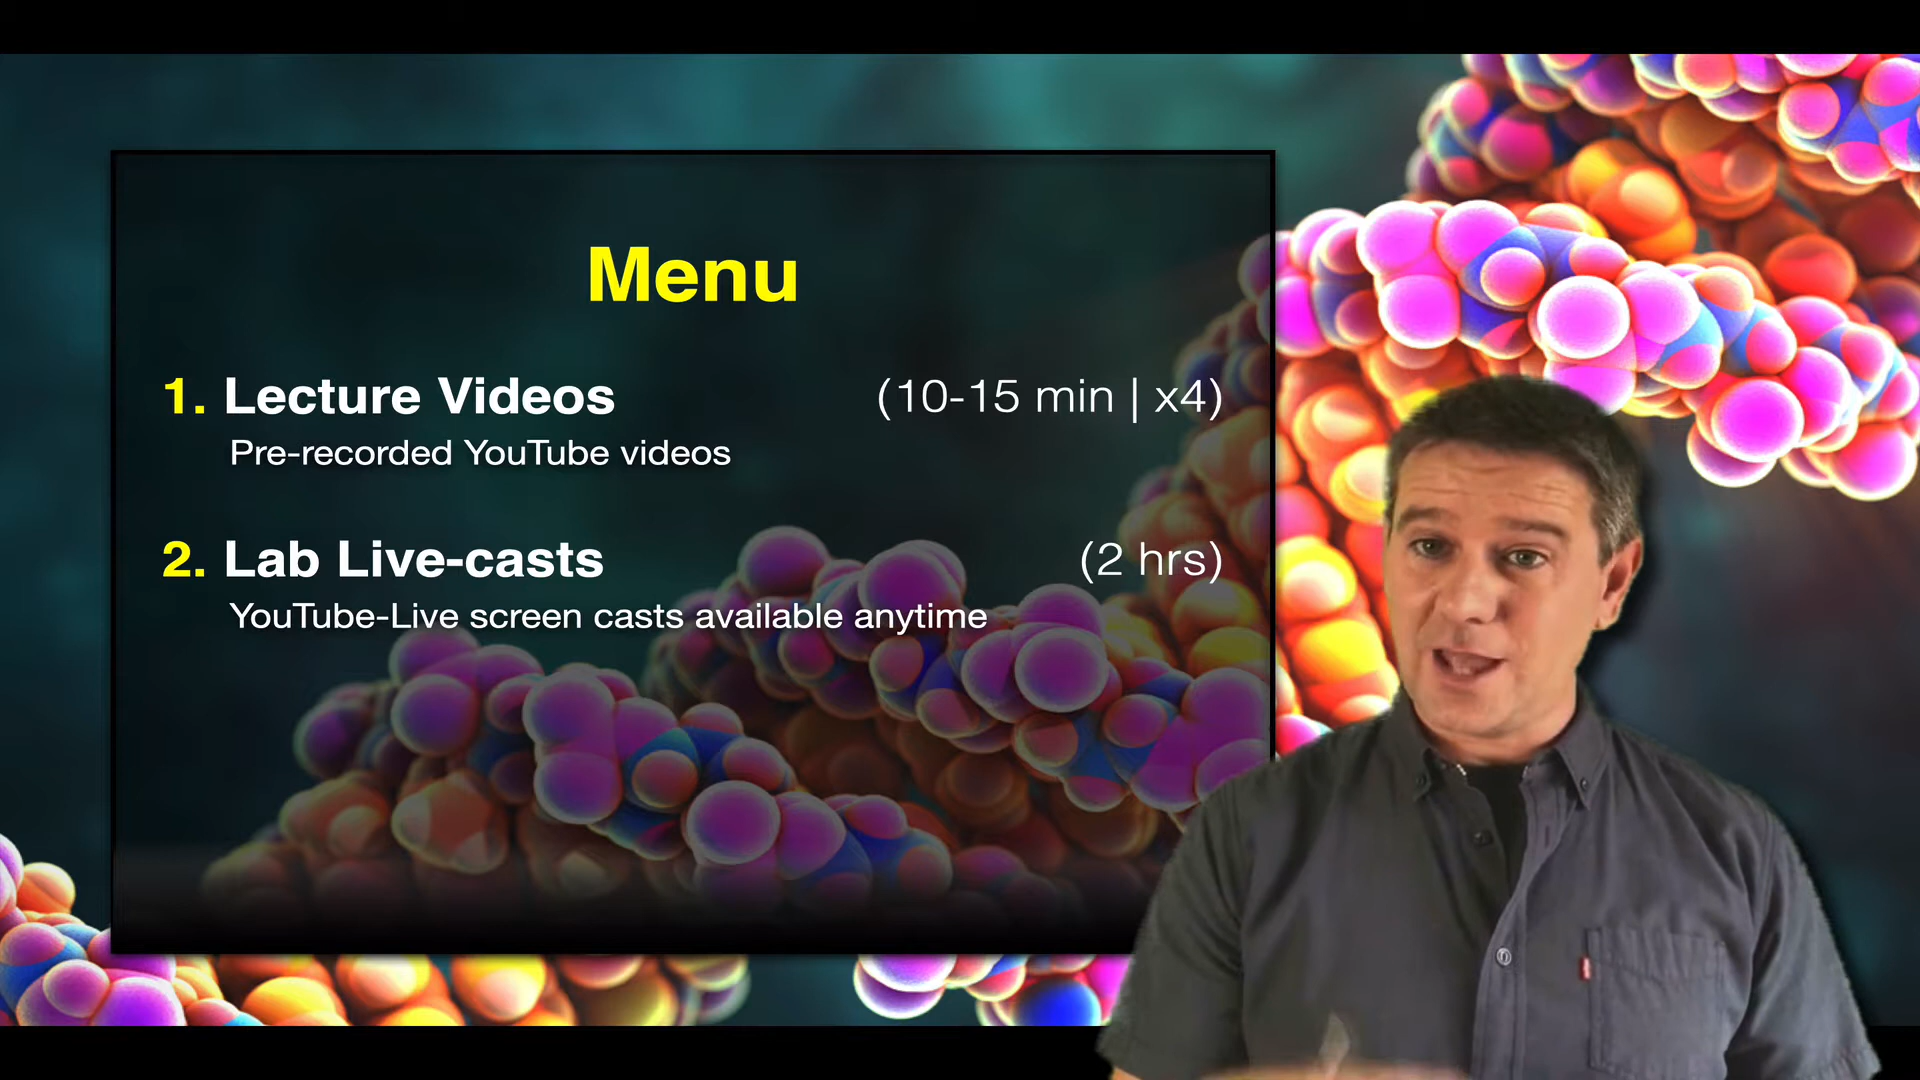 Menu
1. Lecture Videos (10-15 min | x4)
Pre-recorded YouTube videos
2. Lab Live-casts (2 hrs)
YouTube-Live screen casts available anytime